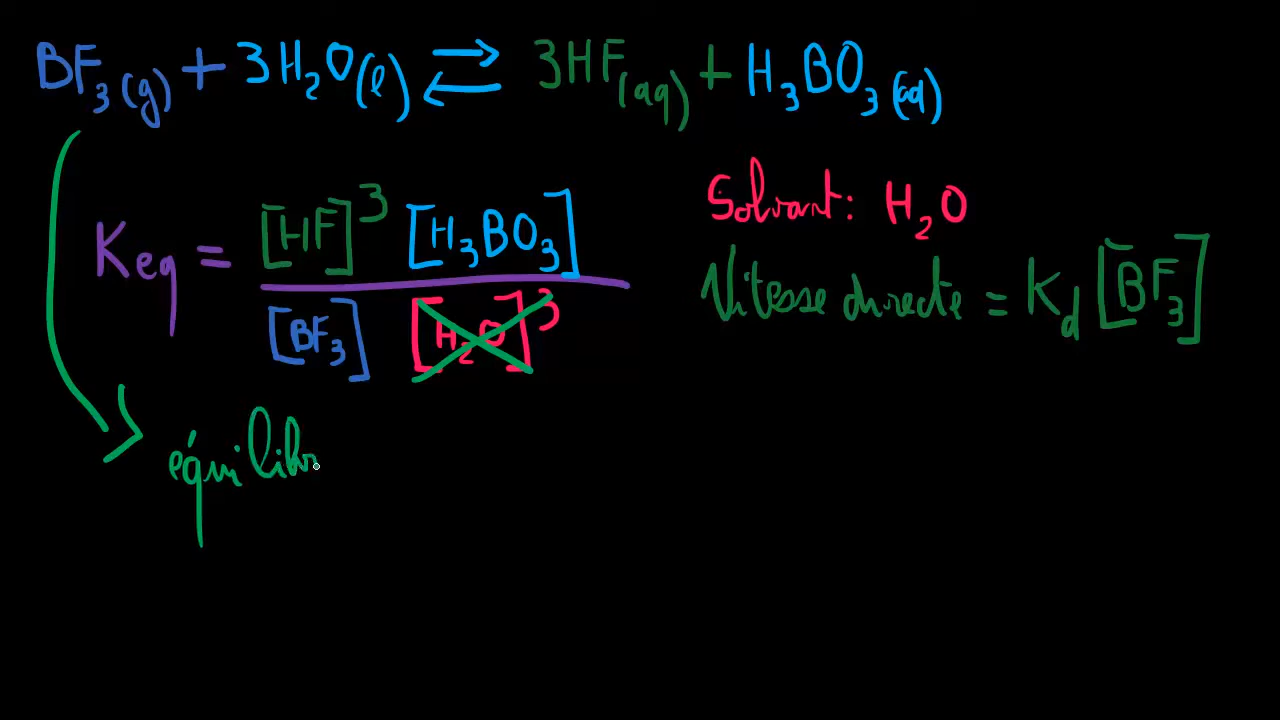 BF₃(g) + 3H₂O(l) ⇄ 3HF(aq) + H₃BO₃(aq)
Keq = [HF]³ [H₃BO₃]
[BF₃] [H₂O]³
Solvant : H₂O
Vitesse directe = Kd [BF₃]
équilibr